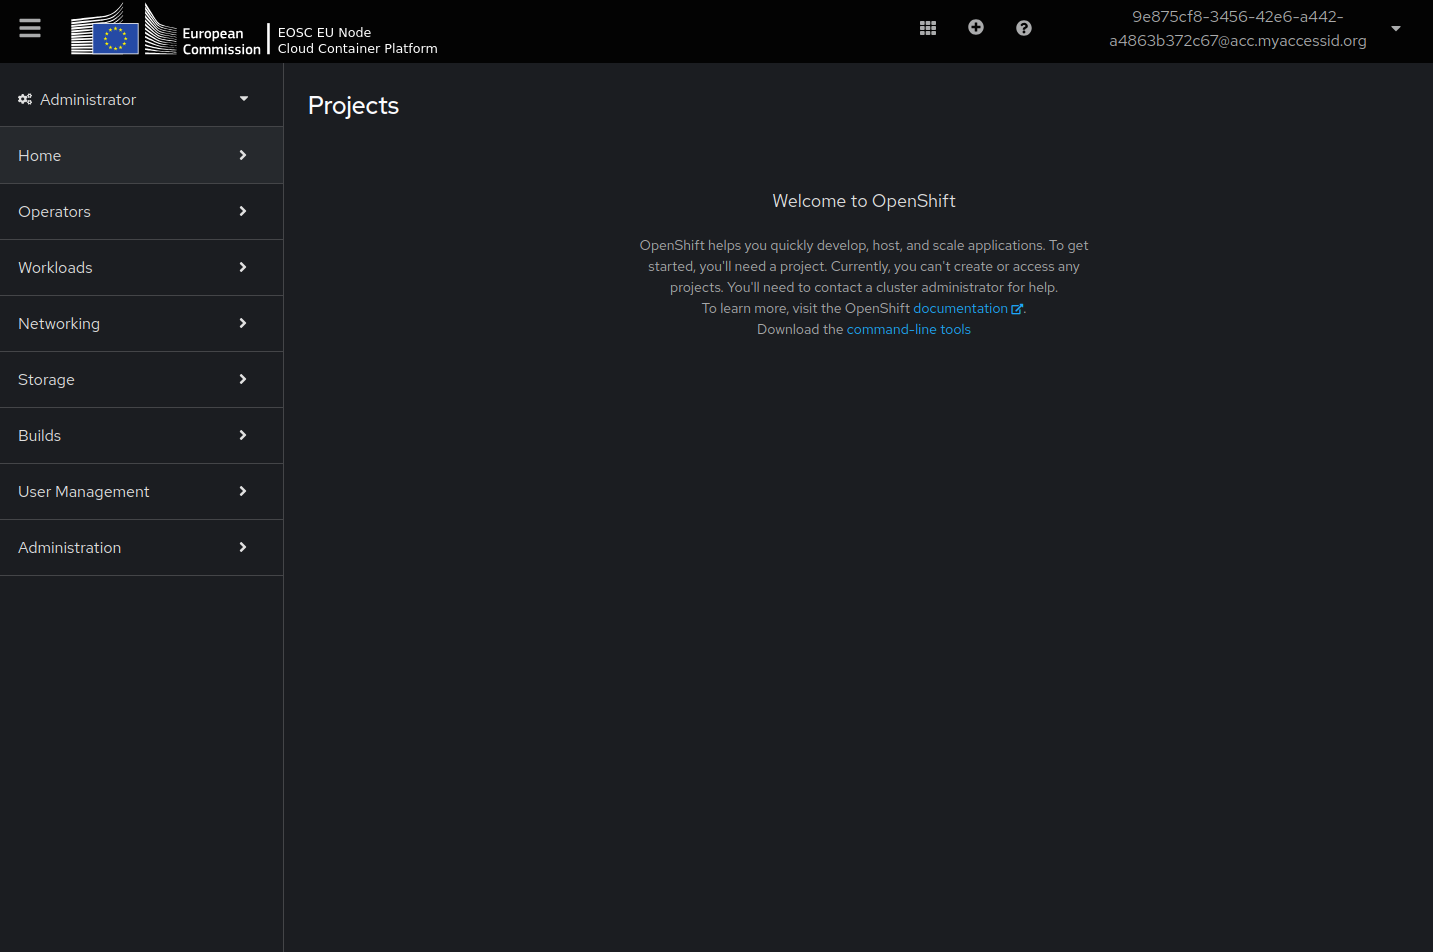 European
Commission
EOSC EU Node
Cloud Container Platform
9e875cf8-3456-42e6-a442-
a4863b372c67@acc.myaccessid.org
Administrator
Home
Operators
Workloads
Networking
Storage
Builds
User Management
Administration
Projects
Welcome to OpenShift
OpenShift helps you quickly develop, host, and scale applications. To get
started, you'll need a project. Currently, you can't create or access any
projects. You'll need to contact a cluster administrator for help.
To learn more, visit the OpenShift documentation.
Download the command-line tools